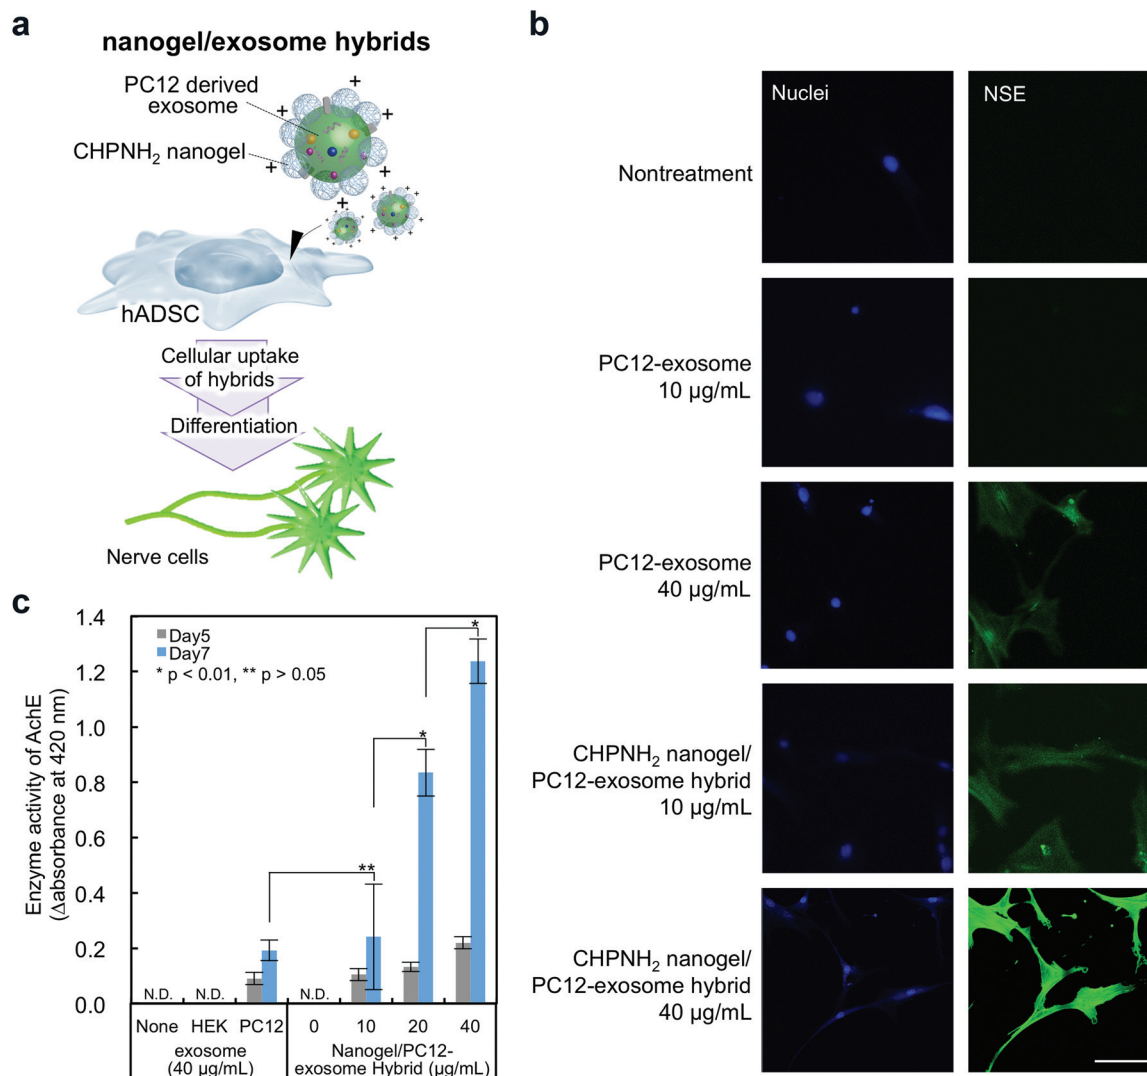 a
nanogel/exosome hybrids
PC12 derived
exosome
CHPNH₂ nanogel
+
+
+
+
+
+
+
hADSC
Cellular uptake
of hybrids
Differentiation
Nerve cells
b
Nuclei
NSE
Nontreatment
PC12-exosome
10 µg/mL
PC12-exosome
40 µg/mL
CHPNH₂ nanogel/
PC12-exosome hybrid
10 µg/mL
CHPNH₂ nanogel/
PC12-exosome hybrid
40 µg/mL
c
Enzyme activity of AchE
(Δabsorbance at 420 nm)
1.4
1.2
1.0
0.8
0.6
0.4
0.2
0.0
Day5
Day7
* p < 0.01, ** p > 0.05
**
*
*
N.D. N.D. N.D.
None HEK PC12 0 10 20 40
exosome
(40 µg/mL)
Nanogel/PC12-
exosome Hybrid (µg/mL)